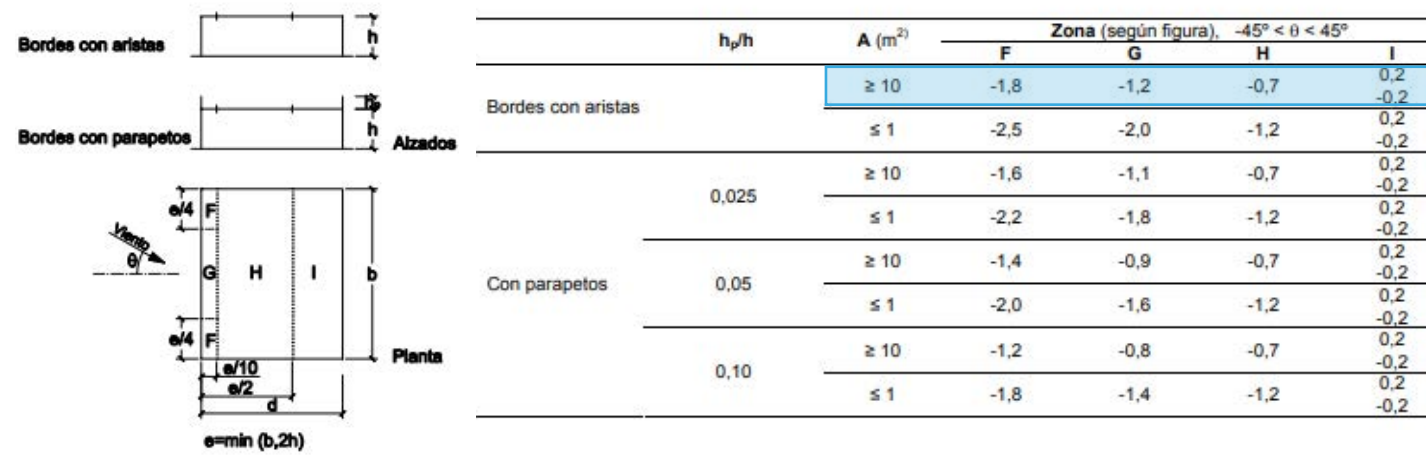 Bordes con aristas
h
hp
Bordes con parapetos
h
Alzados
e/4
F
Viento
θ
G
H
I
b
e/4
F
Planta
e/10
e/2
d
e=min (b,2h)
hP/h A (m2) Zona (según figura), -45º < θ < 45º
F G H I
Bordes con aristas ≥ 10 -1,8 -1,2 -0,7 0,2
-0,2
≤ 1 -2,5 -2,0 -1,2 0,2
-0,2
Con parapetos 0,025 ≥ 10 -1,6 -1,1 -0,7 0,2
-0,2
≤ 1 -2,2 -1,8 -1,2 0,2
-0,2
0,05 ≥ 10 -1,4 -0,9 -0,7 0,2
-0,2
≤ 1 -2,0 -1,6 -1,2 0,2
-0,2
0,10 ≥ 10 -1,2 -0,8 -0,7 0,2
-0,2
≤ 1 -1,8 -1,4 -1,2 0,2
-0,2